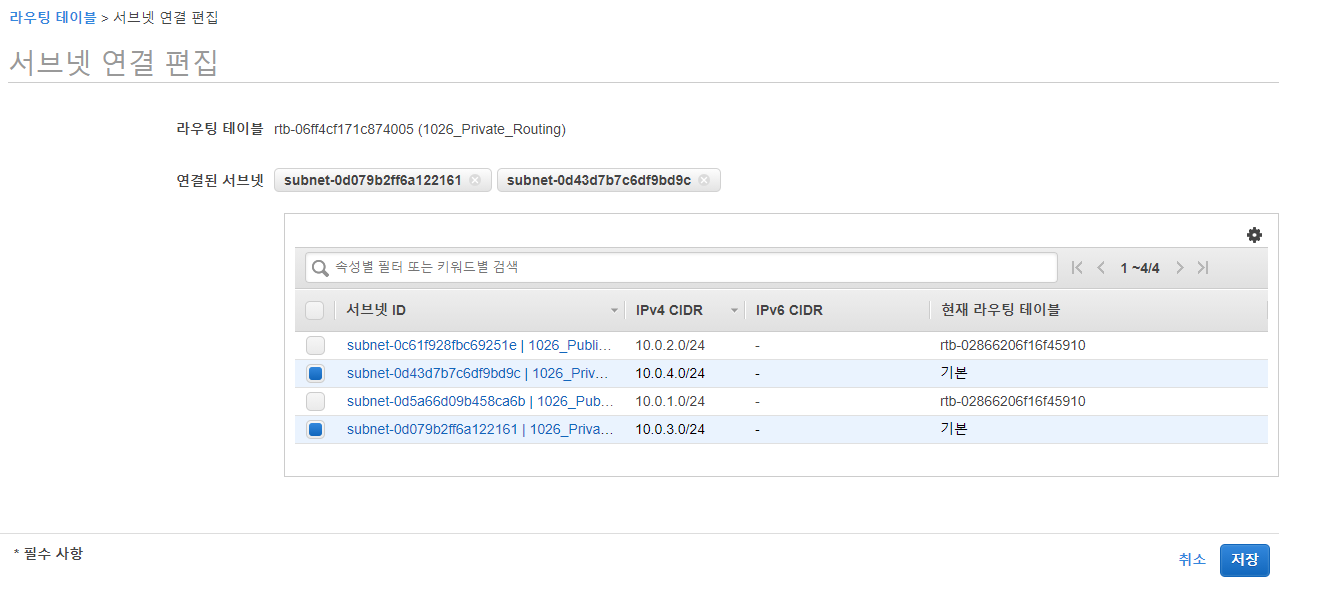 라우팅 테이블 > 서브넷 연결 편집
서브넷 연결 편집
라우팅 테이블 rtb-06ff4cf171c874005 (1026_Private_Routing)
연결된 서브넷 subnet-0d079b2ff6a122161 subnet-0d43d7b7c6df9bd9c
속성별 필터 또는 키워드별 검색 1 ~4/4
서브넷 ID IPv4 CIDR IPv6 CIDR 현재 라우팅 테이블
subnet-0c61f928fbc69251e | 1026_Publi... 10.0.2.0/24 - rtb-02866206f16f45910
subnet-0d43d7b7c6df9bd9c | 1026_Priv... 10.0.4.0/24 - 기본
subnet-0d5a66d09b458ca6b | 1026_Pub... 10.0.1.0/24 - rtb-02866206f16f45910
subnet-0d079b2ff6a122161 | 1026_Priva... 10.0.3.0/24 - 기본
* 필수 사항
취소 저장